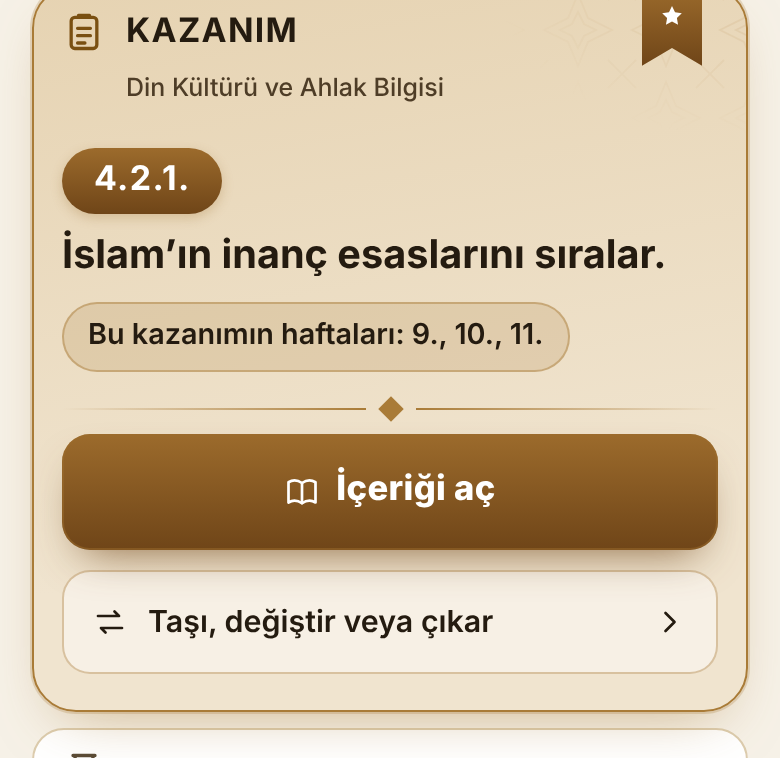 KAZANIM
Din Kültürü ve Ahlak Bilgisi
4.2.1.
İslam’ın inanç esaslarını sıralar.
Bu kazanımın haftaları: 9., 10., 11.
İçeriği aç
Taşı, değiştir veya çıkar